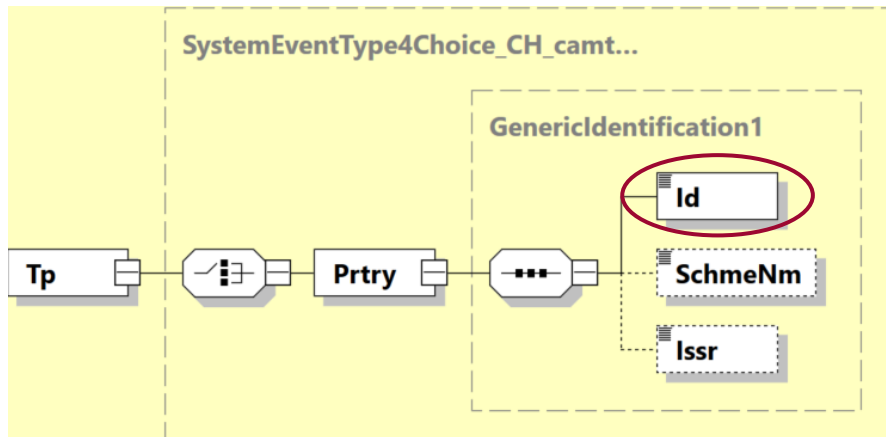 SystemEventType4Choice_CH_camt...
GenericIdentification1
Id
Tp
Prtry
SchmeNm
Issr